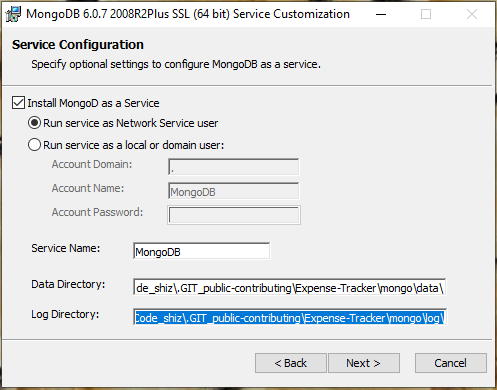 MongoDB 6.0.7 2008R2Plus SSL (64 bit) Service Customization
Service Configuration
Specify optional settings to configure MongoDB as a service.
Install MongoD as a Service
Run service as Network Service user
Run service as a local or domain user:
Account Domain: .
Account Name: MongoDB
Account Password:
Service Name: MongoDB
Data Directory: de_shiz\.GIT_public-contributing\Expense-Tracker\mongo\data\
Log Directory: Code_shiz\.GIT_public-contributing\Expense-Tracker\mongo\log\
< Back Next > Cancel